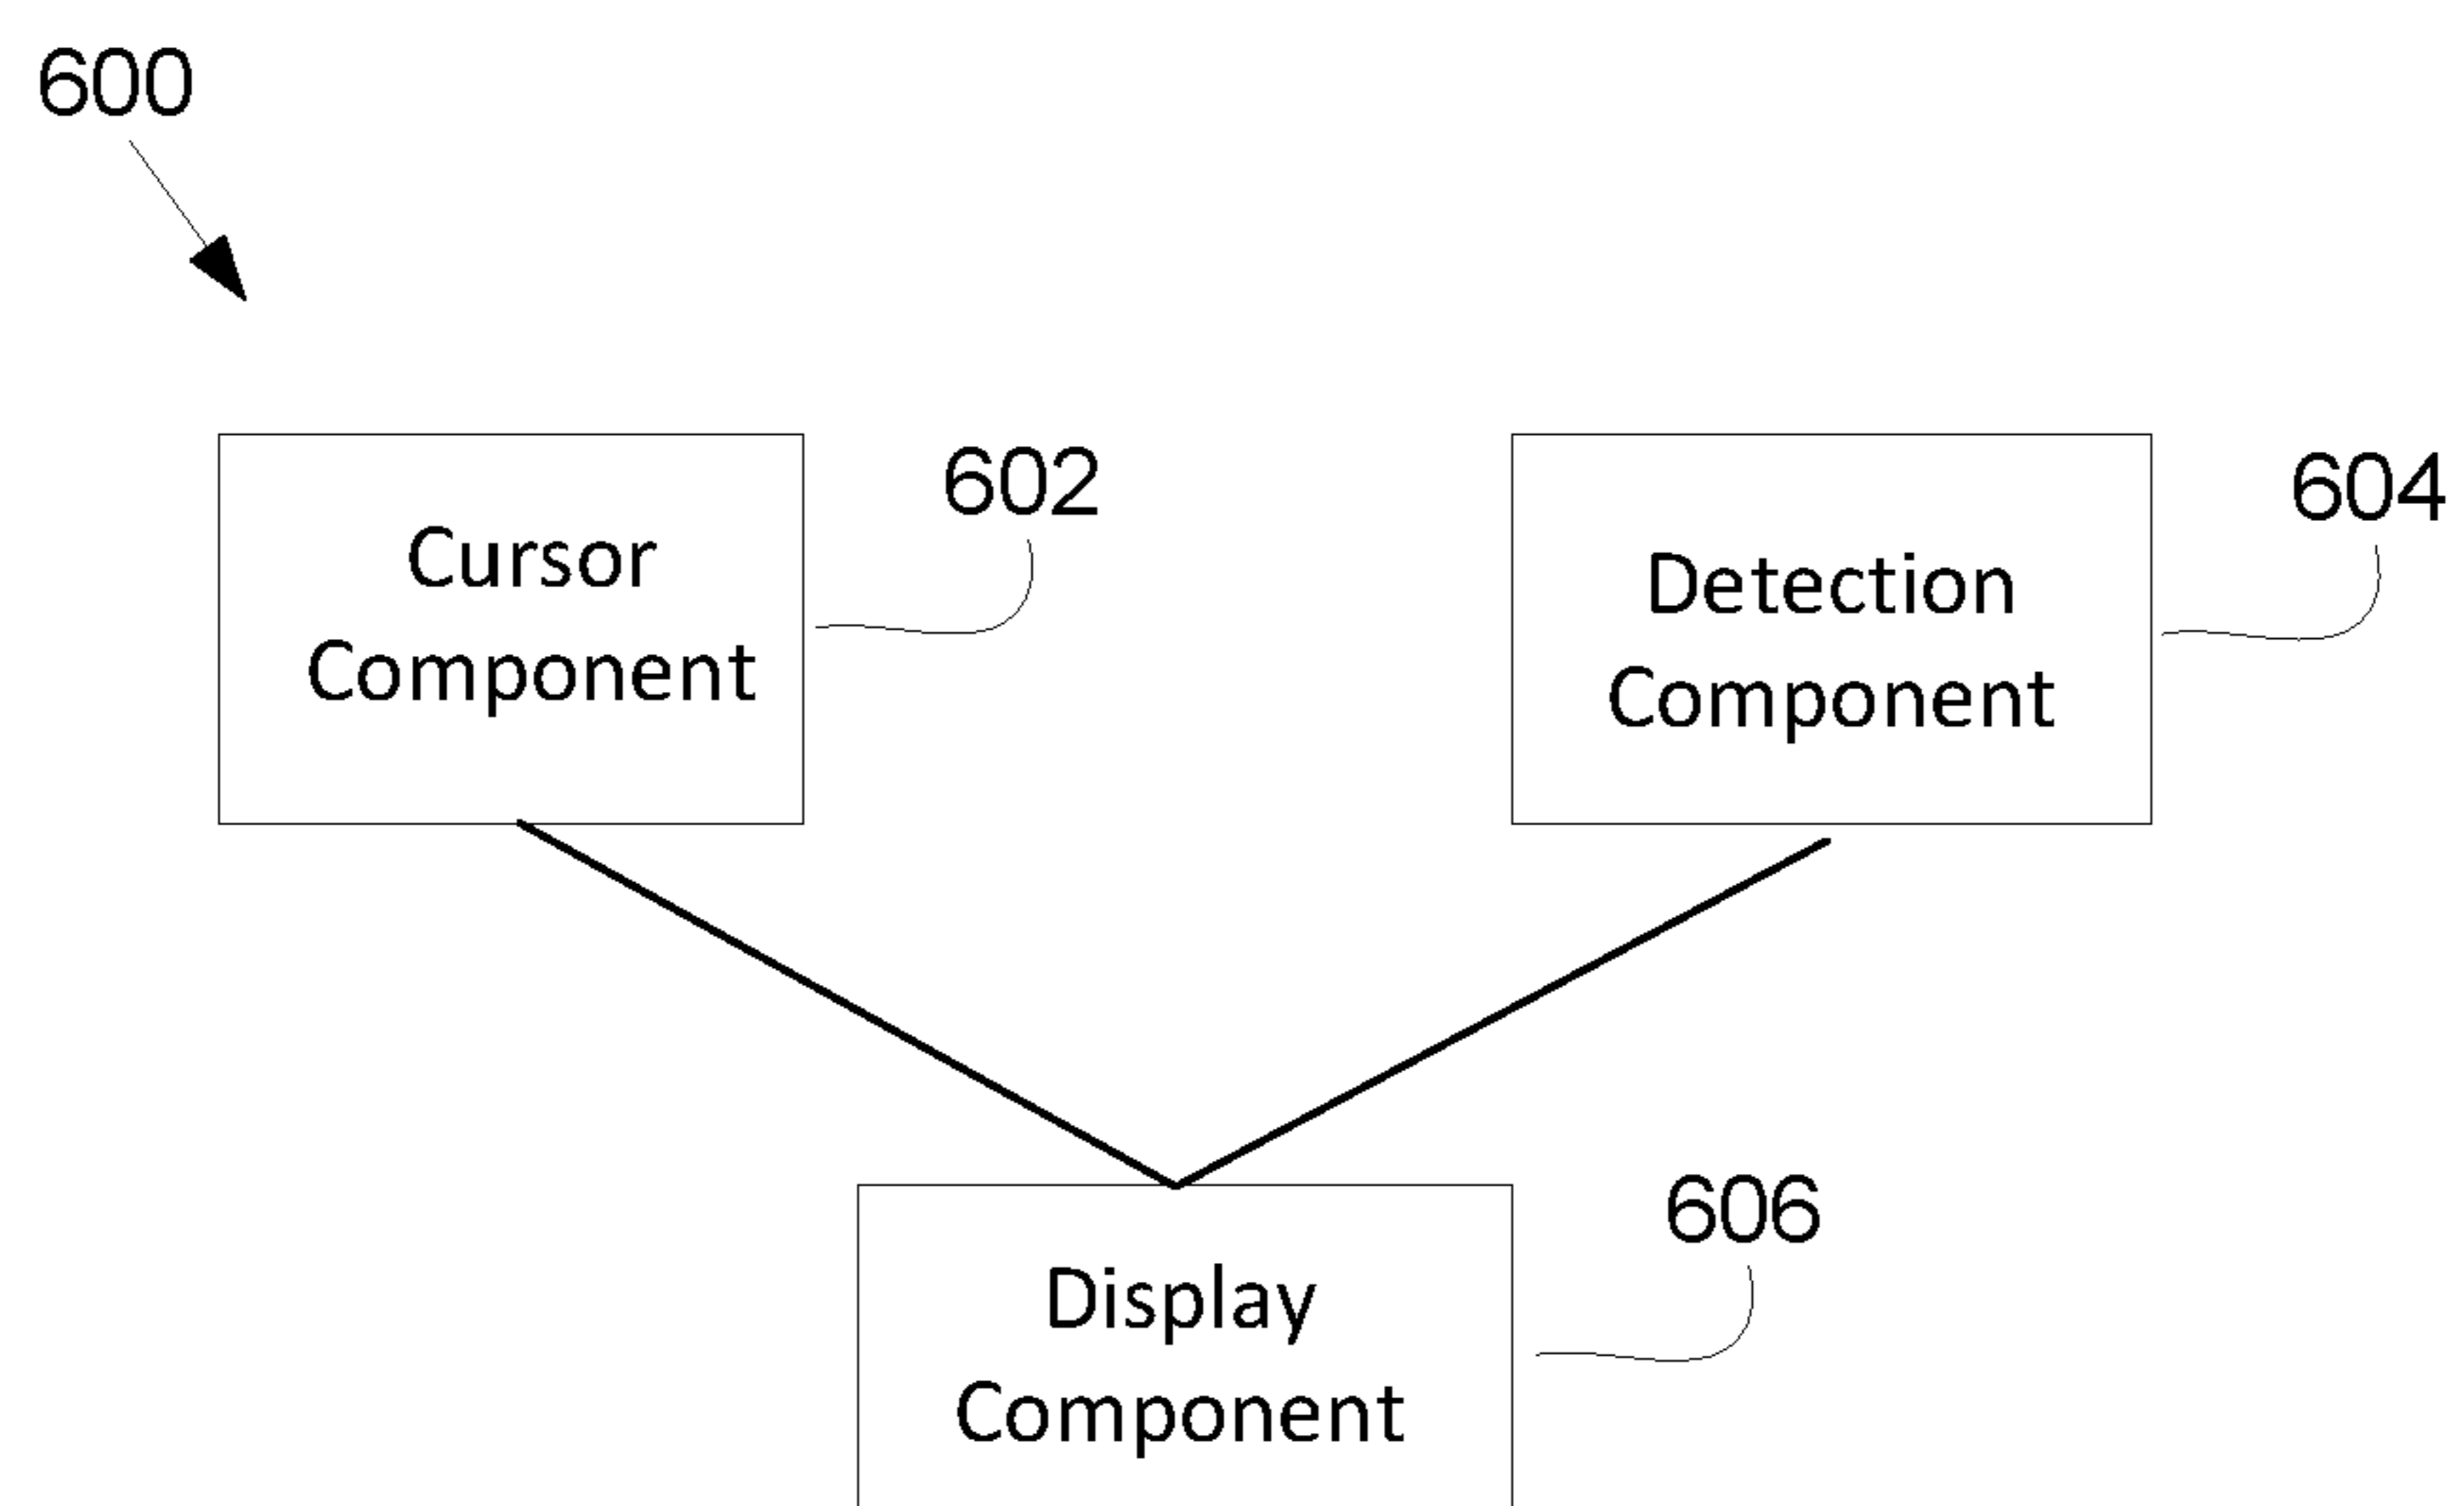 600
602
Cursor
Component
604
Detection
Component
606
Display
Component